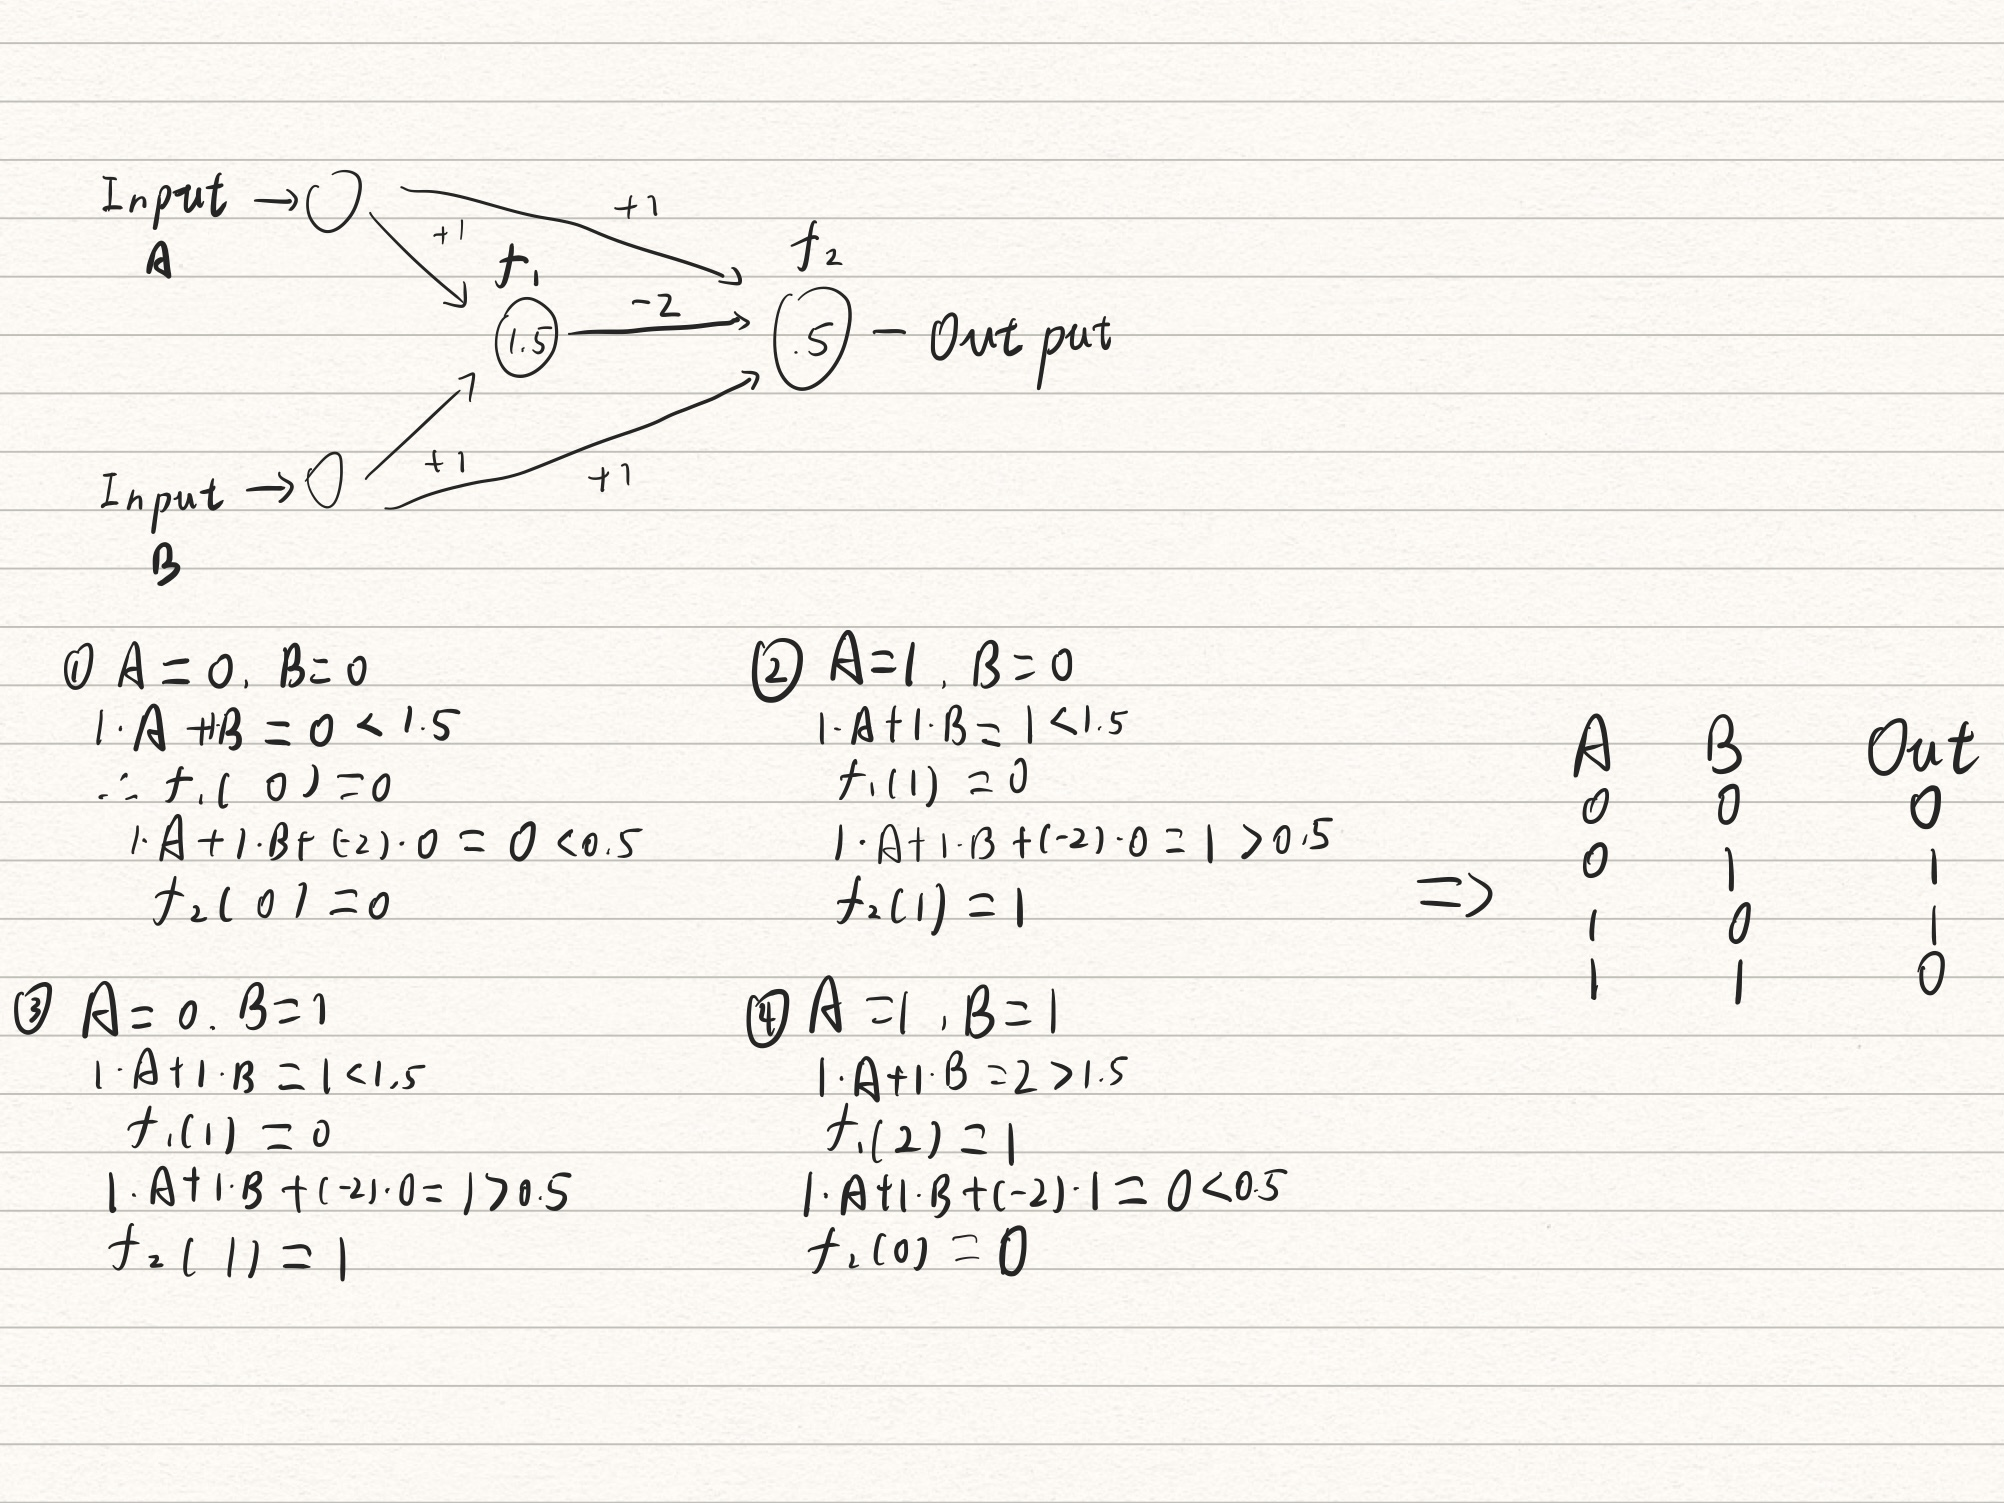 Input → +1
A +1 f₁ f₂
1.5 -2 .5 – Output
Input → +1 +1
B
① A = 0, B = 0
1·A + 1·B = 0 < 1.5
∴ f₁( 0 ) = 0
1·A + 1·B + (-2)·0 = 0 < 0.5
f₂( 0 ) = 0
② A = 1, B = 0
1·A + 1·B = 1 < 1.5
f₁(1) = 0
1·A + 1·B + (-2)·0 = 1 > 0.5
f₂(1) = 1
③ A = 0. B = 1
1·A + 1·B = 1 < 1.5
f₁(1) = 0
1·A + 1·B + (-2)·0 = 1 > 0.5
f₂( 1 ) = 1
④ A = 1, B = 1
1·A + 1·B = 2 > 1.5
f₁(2) = 1
1·A + 1·B + (-2)·1 = 0 < 0.5
f₂(0) = 0
=>
A B Out
0 0 0
0 1 1
1 0 1
1 1 0